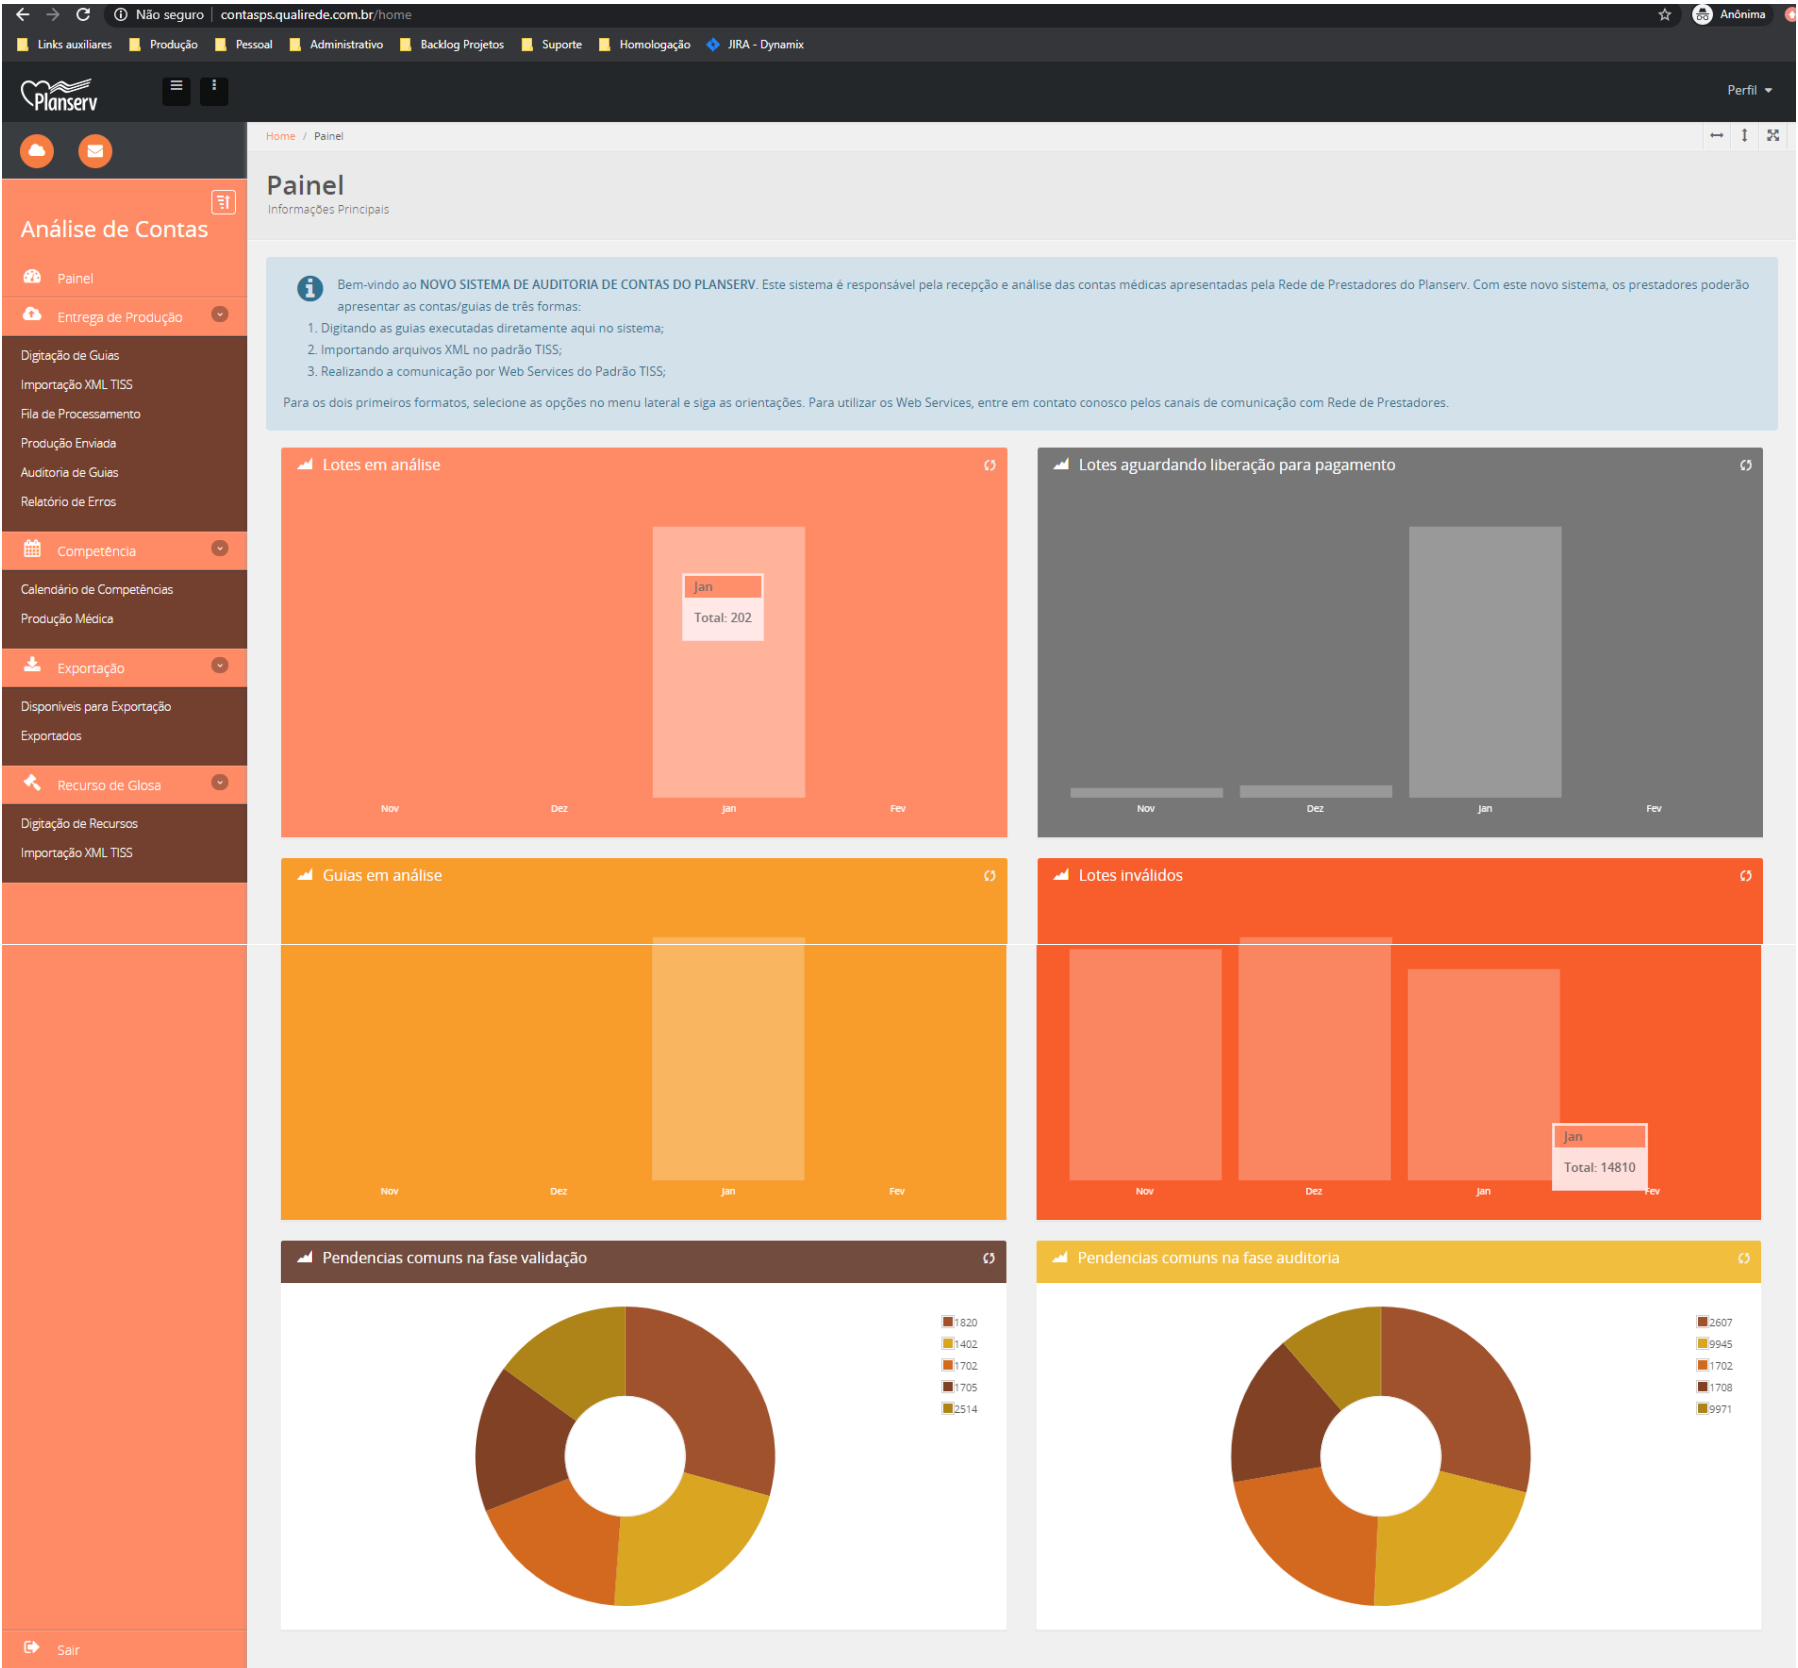 Não seguro | contasps.qualirede.com.br/home
Anônima
Links auxiliares Produção Pessoal Administrativo Backlog Projetos Suporte Homologação JIRA - Dynamix
Planserv
Perfil
Home / Painel
Painel
Informações Principais
Análise de Contas
Painel
Entrega de Produção
Digitação de Guias
Importação XML TISS
Fila de Processamento
Produção Enviada
Auditoria de Guias
Relatório de Erros
Competência
Calendário de Competências
Produção Médica
Exportação
Disponíveis para Exportação
Exportados
Recurso de Glosa
Digitação de Recursos
Importação XML TISS
Sair
Bem-vindo ao NOVO SISTEMA DE AUDITORIA DE CONTAS DO PLANSERV. Este sistema é responsável pela recepção e análise das contas médicas apresentadas pela Rede de Prestadores do Planserv. Com este novo sistema, os prestadores poderão
apresentar as contas/guias de três formas:
1. Digitando as guias executadas diretamente aqui no sistema;
2. Importando arquivos XML no padrão TISS;
3. Realizando a comunicação por Web Services do Padrão TISS;
Para os dois primeiros formatos, selecione as opções no menu lateral e siga as orientações. Para utilizar os Web Services, entre em contato conosco pelos canais de comunicação com Rede de Prestadores.
Lotes em análise
Jan
Total: 202
Nov Dez Jan Fev
Lotes aguardando liberação para pagamento
Nov Dez Jan Fev
Guias em análise
Nov Dez Jan Fev
Lotes inválidos
Jan
Total: 14810
Nov Dez Jan Fev
Pendencias comuns na fase validação
1820
1402
1702
1705
2514
Pendencias comuns na fase auditoria
2607
9945
1702
1708
9971